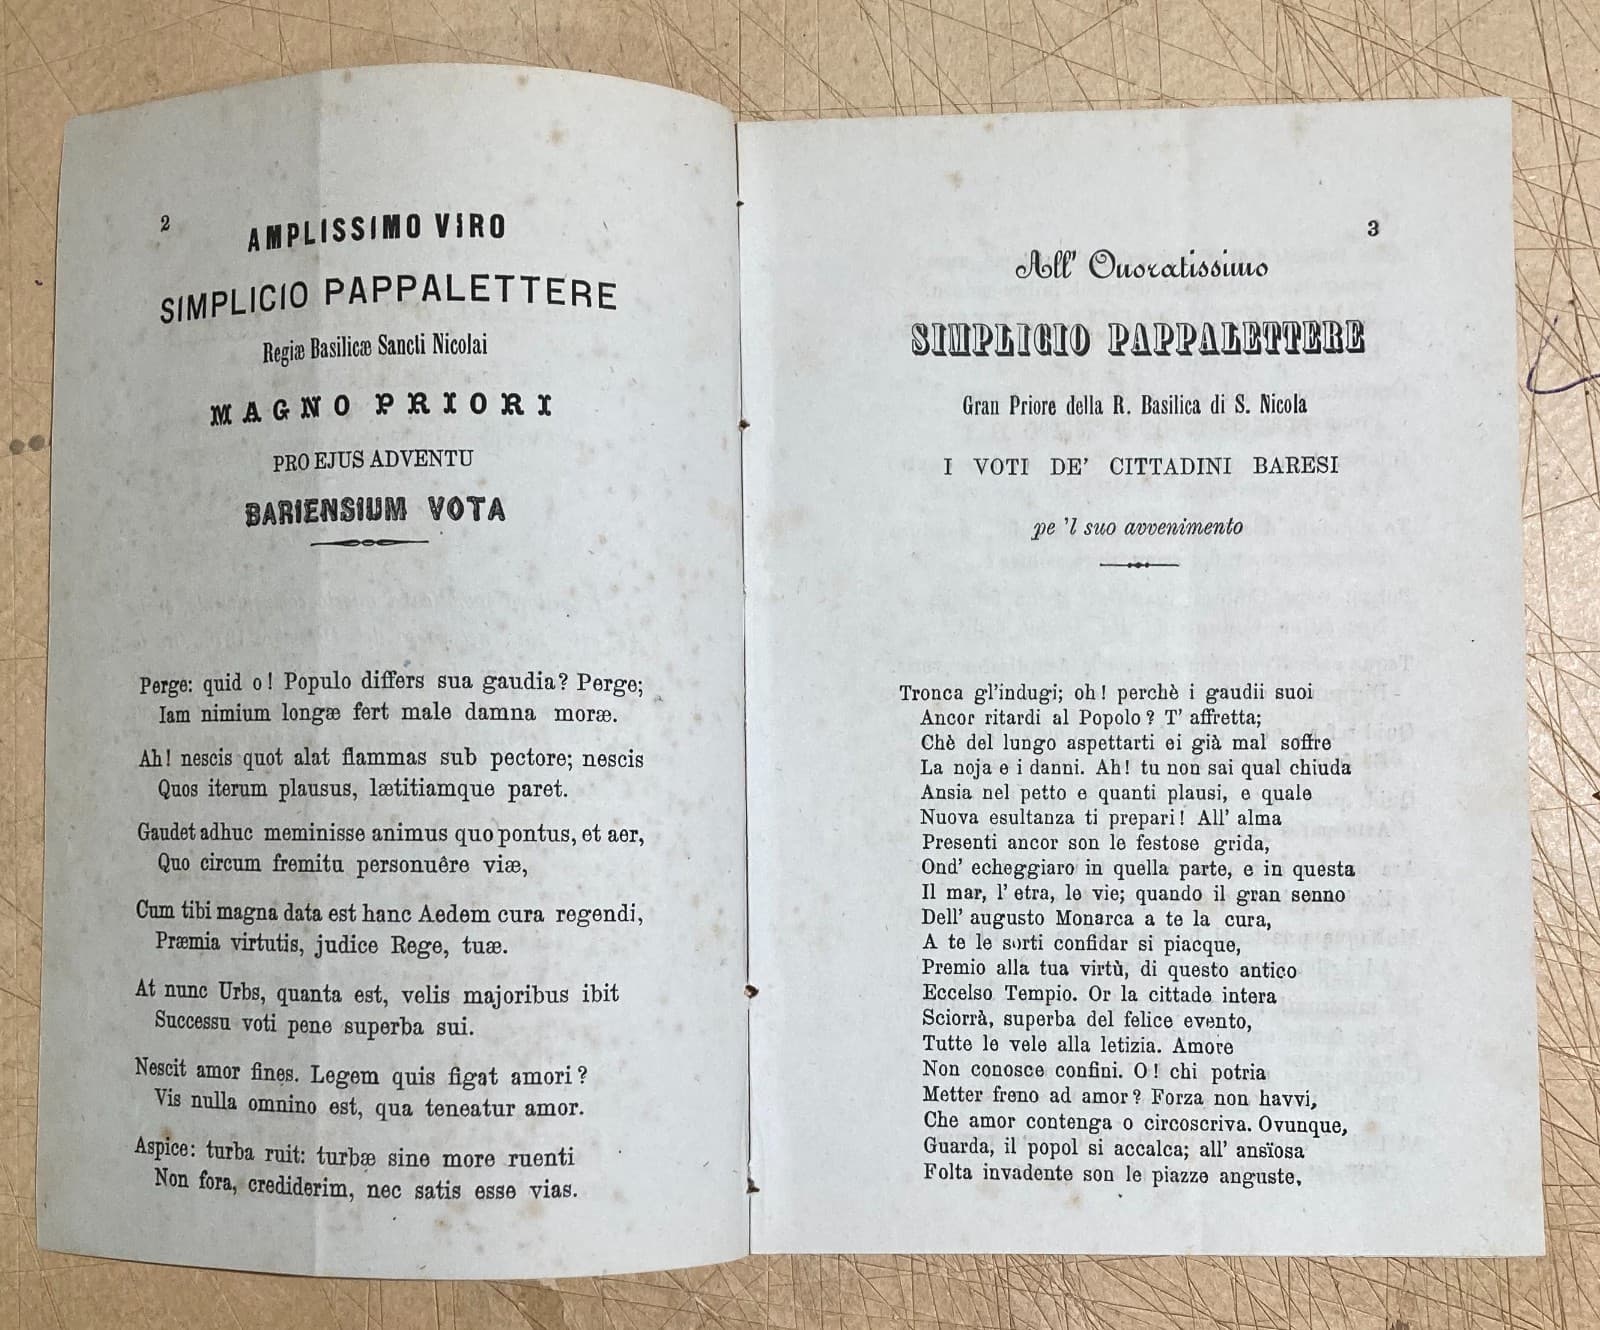 2
AMPLISSIMO VIRO
SIMPLICIO PAPPALETTERE
Regiæ Basilicæ Sancti Nicolai
MAGNO PRIORI
PRO EJUS ADVENTU
BARIENSIUM VOTA
Perge: quid o! Populo differs sua gaudia? Perge;
Iam nimium longæ fert male damna moræ.
Ah! nescis quot alat flammas sub pectore; nescis
Quos iterum plausus, lætitiamque paret.
Gaudet adhuc meminisse animus quo pontus, et aer,
Quo circum fremitu personuêre viæ,
Cum tibi magna data est hanc Aedem cura regendi,
Præmia virtutis, judice Rege, tuæ.
At nunc Urbs, quanta est, velis majoribus ibit
Successu voti pene superba sui.
Nescit amor fines. Legem quis figat amori?
Vis nulla omnino est, qua teneatur amor.
Aspice: turba ruit: turbæ sine more ruenti
Non fora, crediderim, nec satis esse vias.
3
All' Onoratissimo
SIMPLICIO PAPPALETTERE
Gran Priore della R. Basilica di S. Nicola
I VOTI DE' CITTADINI BARESI
pe 'l suo avvenimento
Tronca gl'indugi; oh! perchè i gaudii suoi
Ancor ritardi al Popolo? T' affretta;
Chè del lungo aspettarti ei già mal soffre
La noja e i danni. Ah! tu non sai qual chiuda
Ansia nel petto e quanti plausi, e quale
Nuova esultanza ti prepari! All' alma
Presenti ancor son le festose grida,
Ond' echeggiaro in quella parte, e in questa
Il mar, l' etra, le vie; quando il gran senno
Dell' augusto Monarca a te la cura,
A te le sorti confidar si piacque,
Premio alla tua virtù, di questo antico
Eccelso Tempio. Or la cittade intera
Sciorrà, superba del felice evento,
Tutte le vele alla letizia. Amore
Non conosce confini. O! chi potria
Metter freno ad amor? Forza non havvi,
Che amor contenga o circoscriva. Ovunque,
Guarda, il popol si accalca; all' ansïosa
Folta invadente son le piazze anguste,